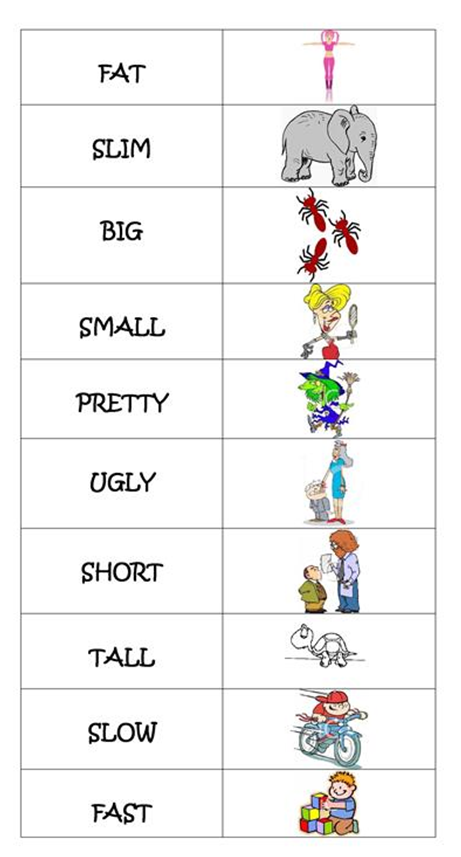 FAT
SLIM
BIG
SMALL
PRETTY
UGLY
SHORT
TALL
SLOW
FAST